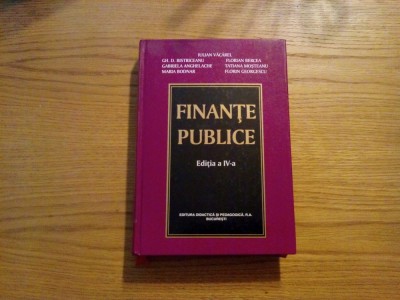 IULIAN VĂCĂREL
GH. D. BISTRICEANU FLORIAN BERCEA
GABRIELA ANGHELACHE TATIANA MOȘTEANU
MARIA BODNAR FLORIN GEORGESCU
FINANȚE
PUBLICE
Ediția a IV-a
EDITURA DIDACTICĂ ȘI PEDAGOGICĂ, R.A.
BUCUREȘTI